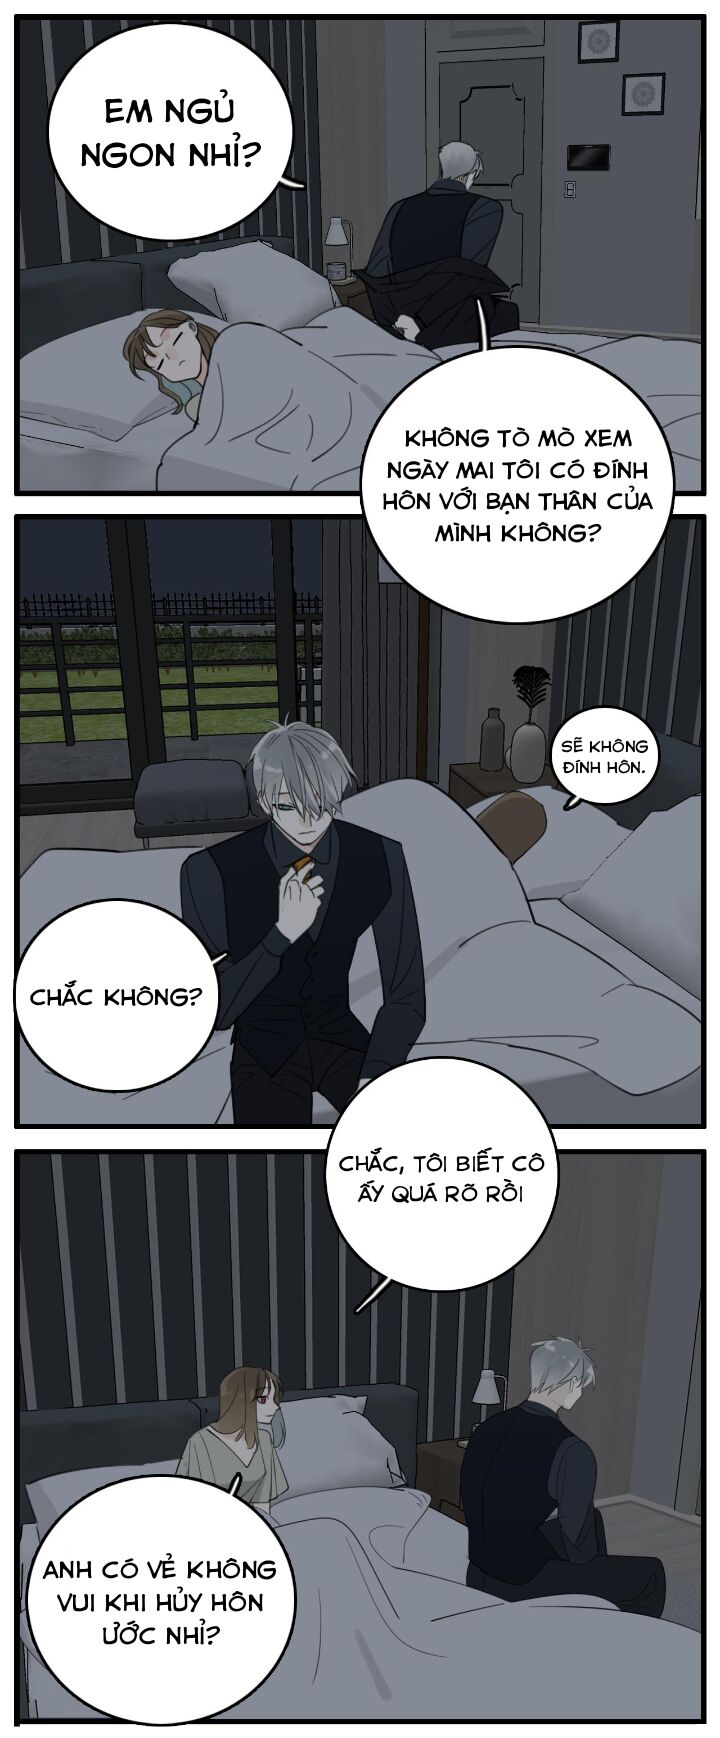 EM NGỦ
NGON NHỈ?
KHÔNG TÒ MÒ XEM
NGÀY MAI TÔI CÓ ĐÍNH
HÔN VỚI BẠN THÂN CỦA
MÌNH KHÔNG?
SẼ KHÔNG
ĐÍNH HÔN.
CHẮC KHÔNG?
CHẮC, TÔI BIẾT CÔ
ẤY QUÁ RÕ RỒI
ANH CÓ VẺ KHÔNG
VUI KHI HỦY HÔN
ƯỚC NHỈ?